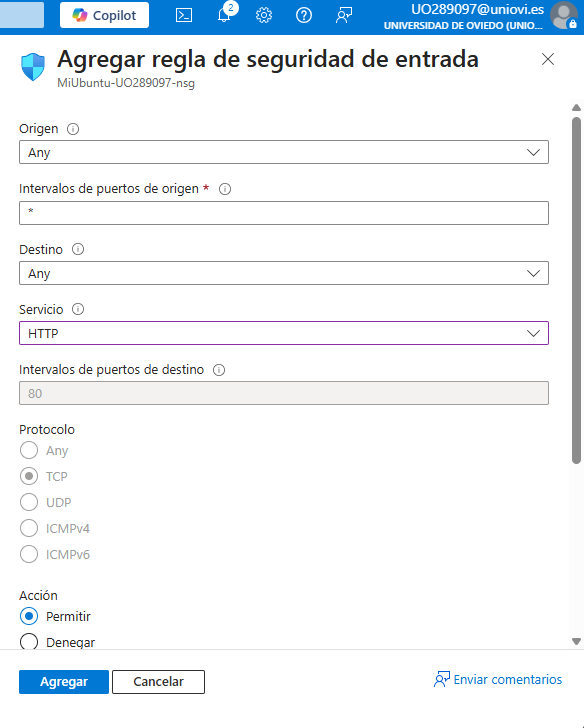 Copilot
2
UO289097@uniovi.es
UNIVERSIDAD DE OVIEDO (UNIO...
Agregar regla de seguridad de entrada
MiUbuntu-UO289097-nsg
Origen
Any
Intervalos de puertos de origen *
*
Destino
Any
Servicio
HTTP
Intervalos de puertos de destino
80
Protocolo
Any
TCP
UDP
ICMPv4
ICMPv6
Acción
Permitir
Denegar
Agregar
Cancelar
Enviar comentarios